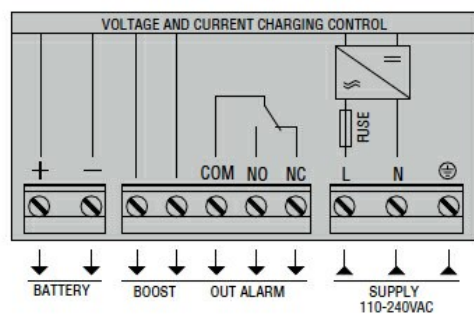 VOLTAGE AND CURRENT CHARGING CONTROL
FUSE
+ − COM NO NC L N
BATTERY BOOST OUT ALARM SUPPLY
110-240VAC